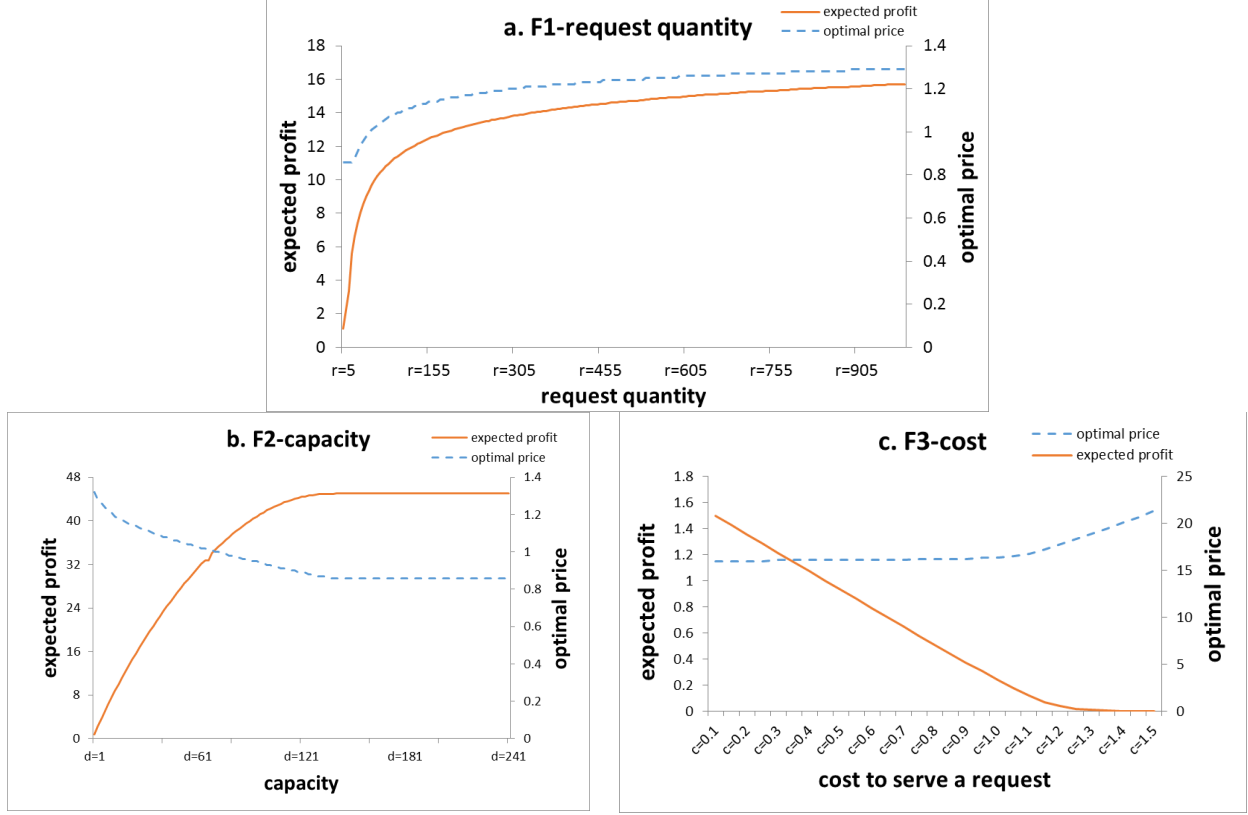 a. F1-request quantity
expected profit
optimal price
18
16
14
12
10
8
6
4
2
0
expected profit
1.4
1.2
1
0.8
0.6
0.4
0.2
0
optimal price
r=5 r=155 r=305 r=455 r=605 r=755 r=905
request quantity
b. F2-capacity
expected profit
optimal price
48
40
32
24
16
8
0
expected profit
1.4
1.2
1
0.8
0.6
0.4
0.2
0
optimal price
d=1 d=61 d=121 d=181 d=241
capacity
c. F3-cost
optimal price
expected profit
1.8
1.6
1.4
1.2
1
0.8
0.6
0.4
0.2
0
expected profit
25
20
15
10
5
0
optimal price
c=0.1 c=0.2 c=0.3 c=0.4 c=0.5 c=0.6 c=0.7 c=0.8 c=0.9 c=1.0 c=1.1 c=1.2 c=1.3 c=1.4 c=1.5
cost to serve a request